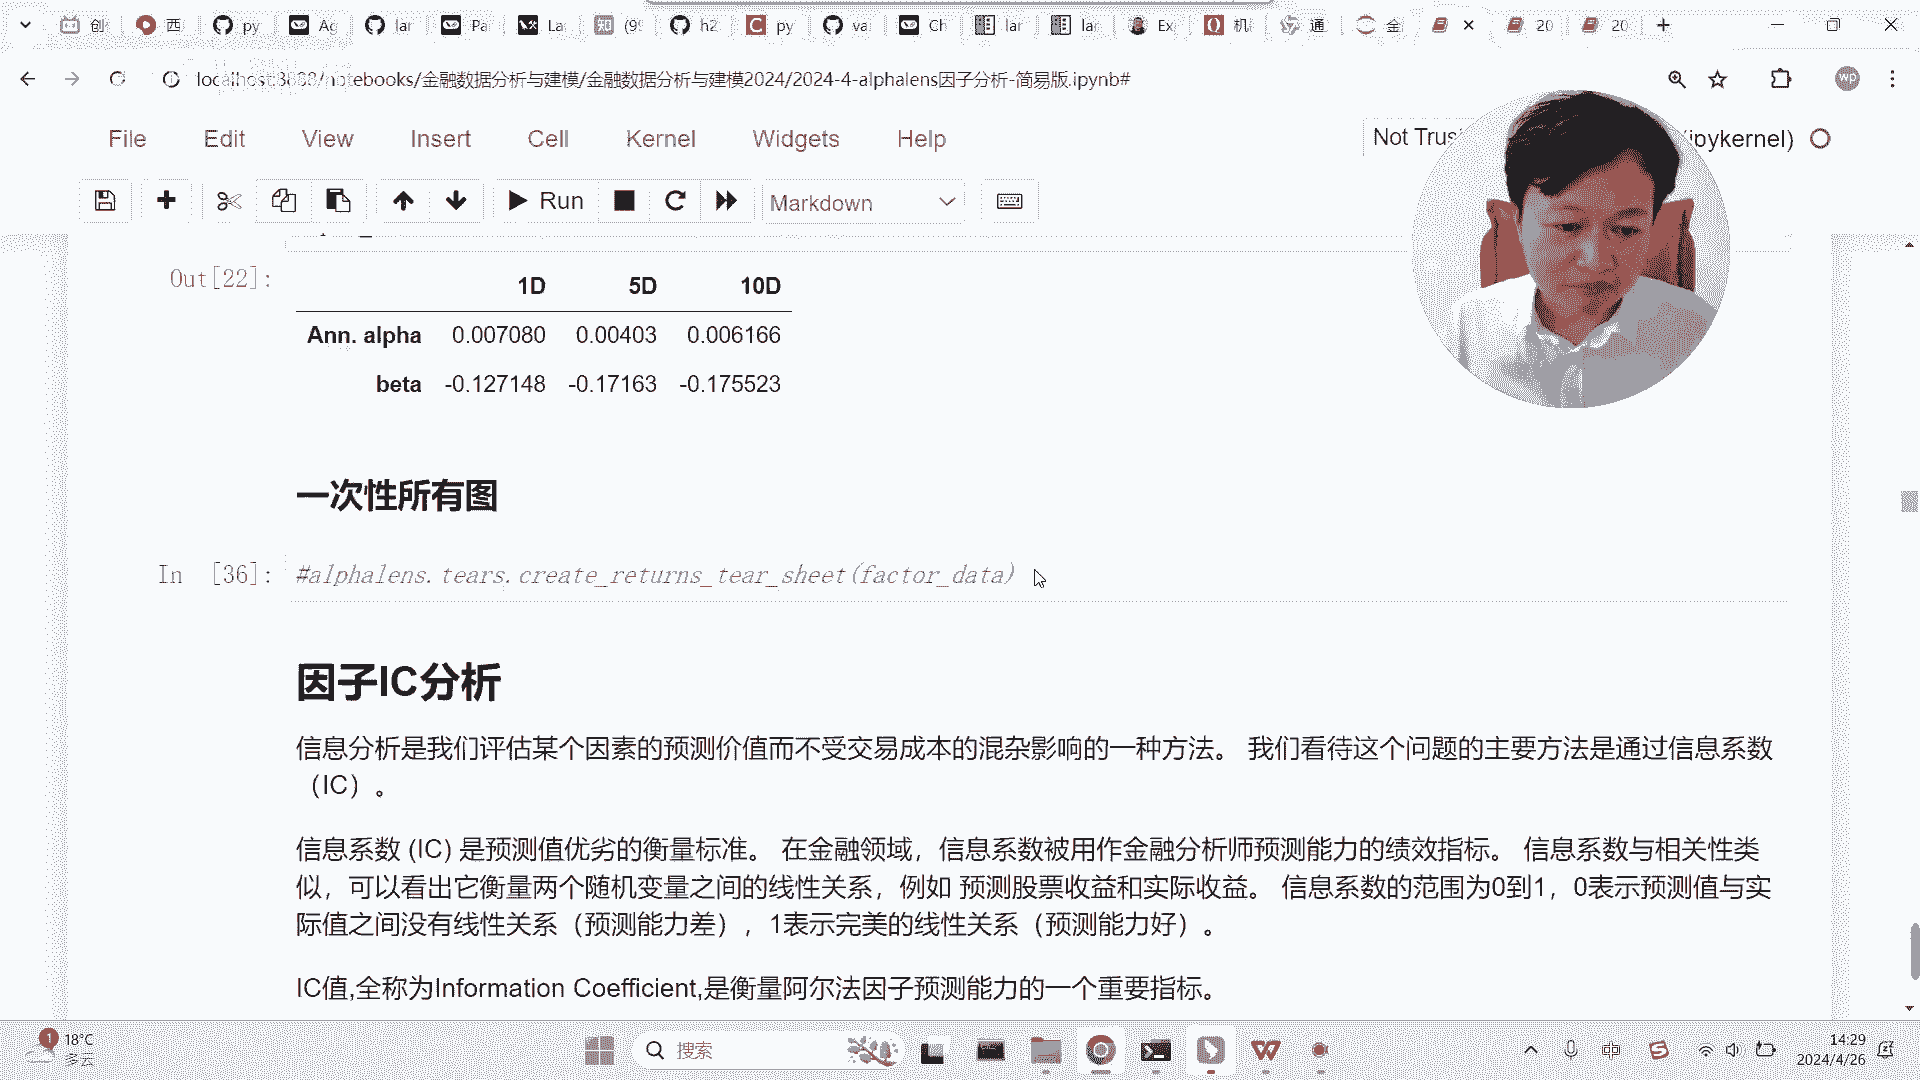 创
西
py
Ag
lar
Pa
La
(9
h2
py
va
Ch
lar
la
Ex
机
通
金
20
20
localhost:8888/notebooks/金融数据分析与建模/金融数据分析与建模2024/2024-4-alphalens因子分析-简易版.ipynb#
wp
File Edit View Insert Cell Kernel Widgets Help
Not Trus
(ipykernel)
Run
Markdown
Out[22]:
1D 5D 10D
Ann. alpha 0.007080 0.00403 0.006166
beta -0.127148 -0.17163 -0.175523
一次性所有图
In [36]: #alphalens.tears.create_returns_tear_sheet(factor_data)
因子IC分析
信息分析是我们评估某个因素的预测价值而不受交易成本的混杂影响的一种方法。 我们看待这个问题的主要方法是通过信息系数
（IC）。
信息系数 (IC) 是预测值优劣的衡量标准。 在金融领域，信息系数被用作金融分析师预测能力的绩效指标。 信息系数与相关性类
似，可以看出它衡量两个随机变量之间的线性关系，例如 预测股票收益和实际收益。 信息系数的范围为0到1，0表示预测值与实
际值之间没有线性关系（预测能力差），1表示完美的线性关系（预测能力好）。
IC值,全称为Information Coefficient,是衡量阿尔法因子预测能力的一个重要指标。
1
18°C
多云
搜索
中
14:29
2024/4/26